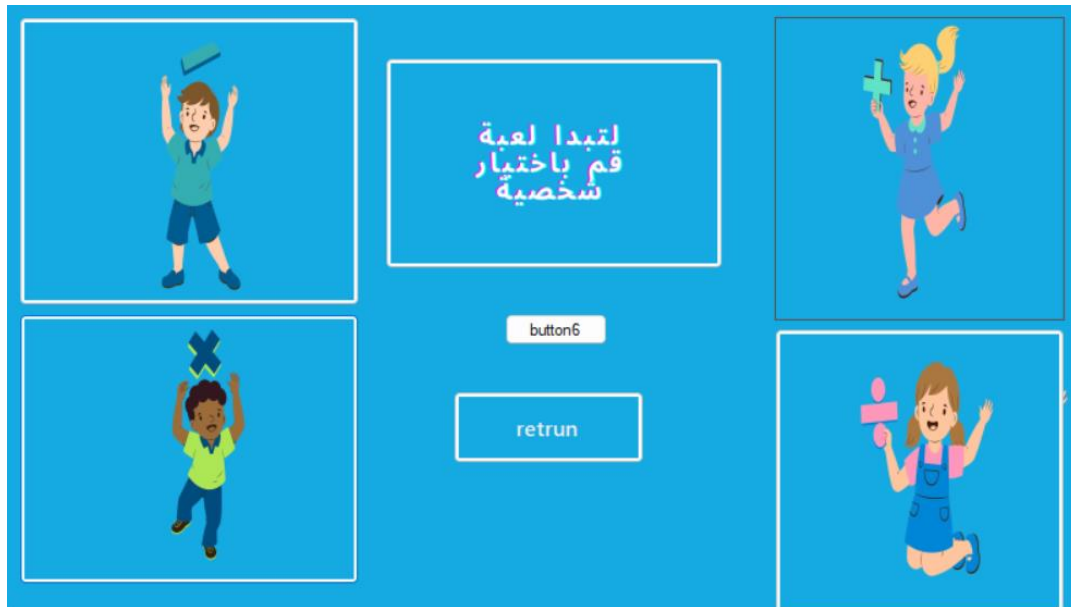 لتبدا لعبة
قم باختيار
شخصية
button6
retrun